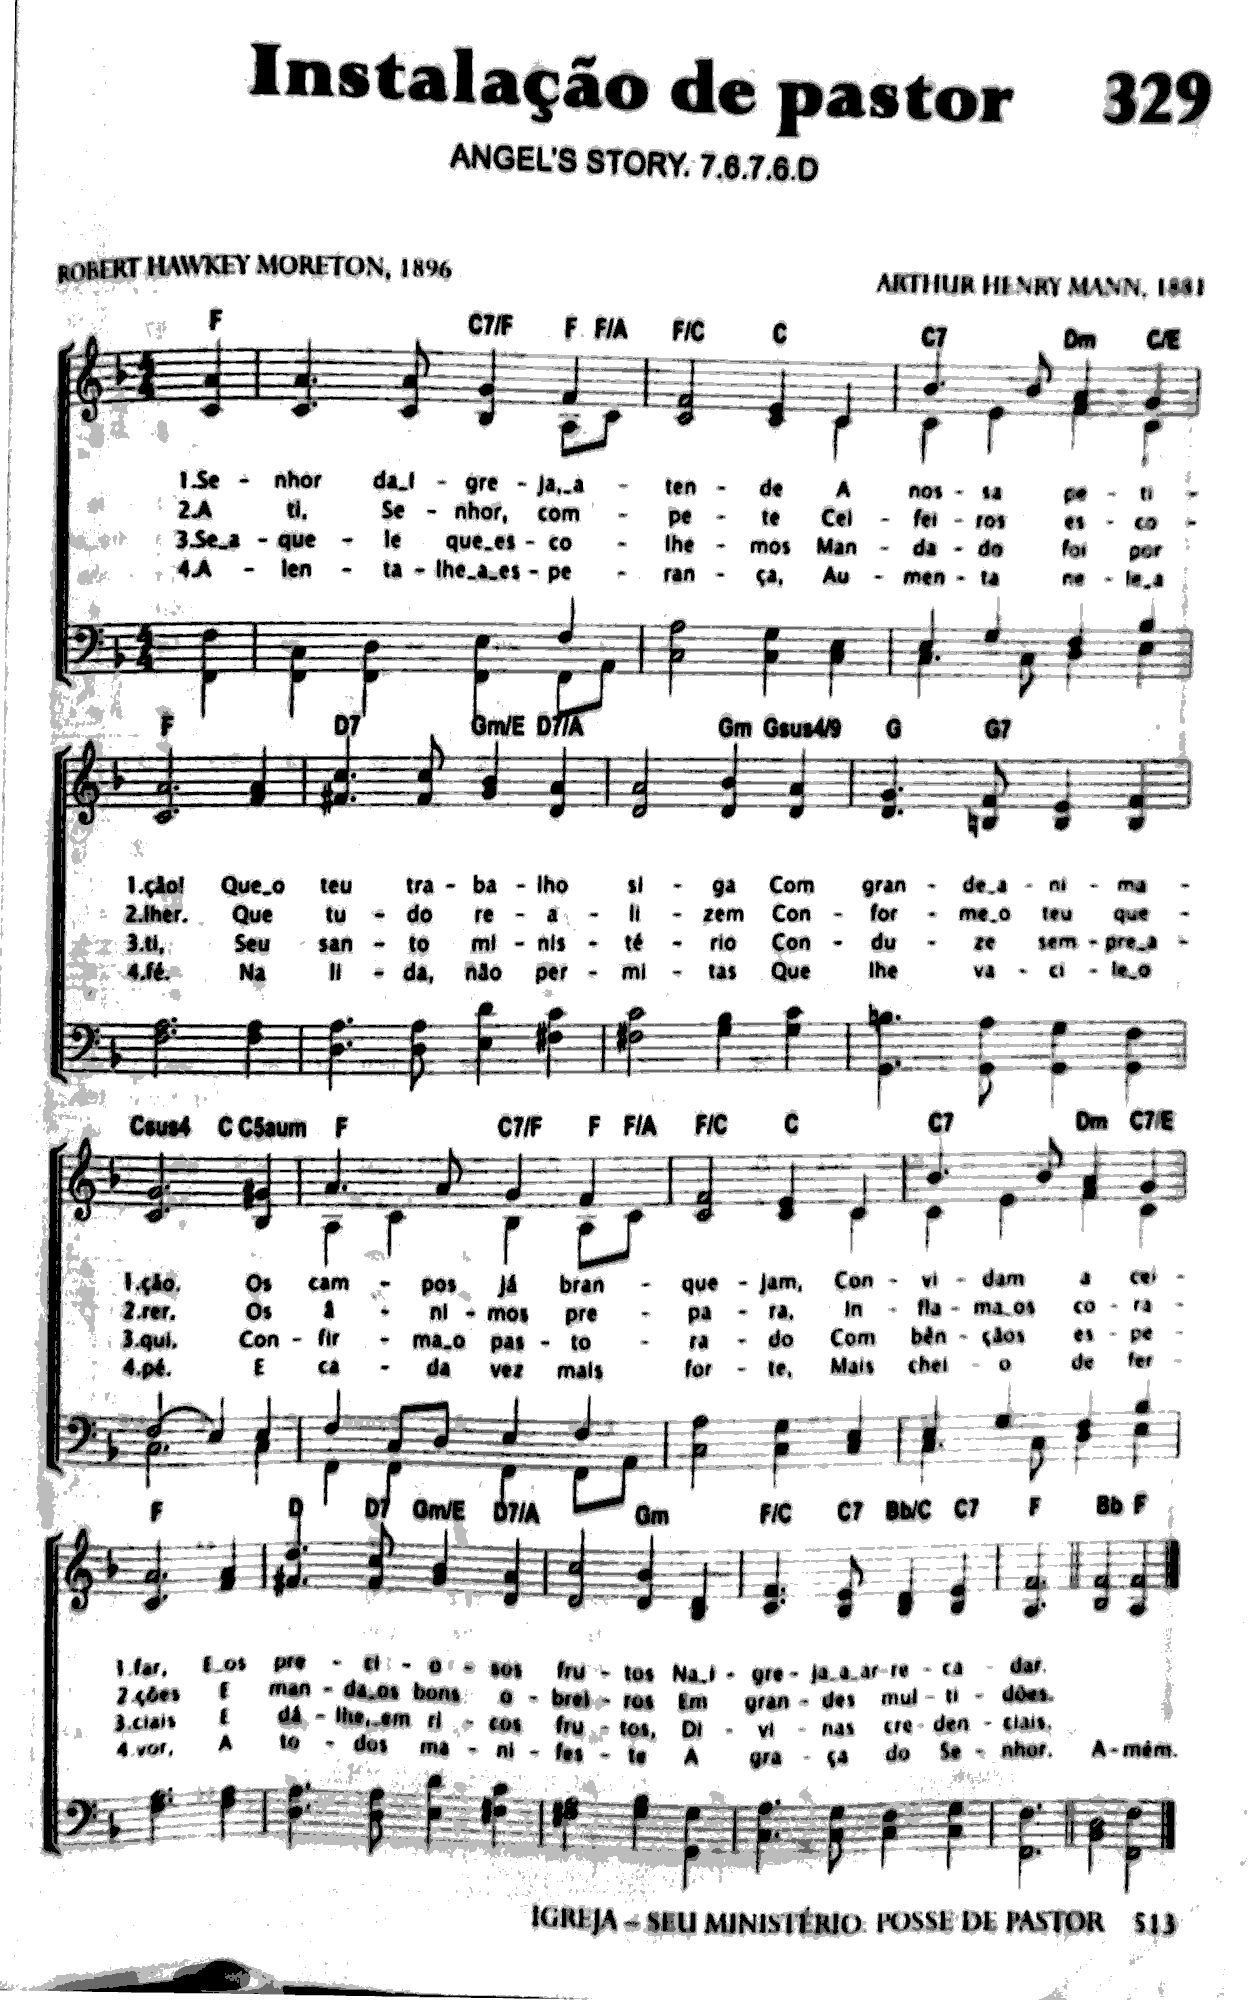 Instalação de pastor 329
ANGEL'S STORY. 7.6.7.6.D
ROBERT HAWKEY MORETON, 1896
ARTHUR HENRY MANN, 1881
F C7/F F F/A F/C C C7 Dm C/E
1.Se - nhor da_I - gre - ja,_a - ten - de A nos - sa pe - ti -
2.A ti, Se - nhor, com - pe - te Cei - fei - ros es - co -
3.Se_a - que - le que_es - co - lhe - mos Man - da - do foi por
4.A - len - ta - lhe_a_es - pe - ran - ça, Au - men - ta ne - le_a
F D7 Gm/E D7/A Gm Gsus4/9 G G7
1.ção! Que_o teu tra - ba - lho si - ga Com gran - de_a - ni - ma -
2.lher. Que tu - do re - a - li - zem Con - for - me_o teu que -
3.ti, Seu san - to mi - nis - té - rio Con - du - ze sem - pre_a -
4.fé. Na li - da, não per - mi - tas Que lhe va - ci - le_o
Csus4 C C5aum F C7/F F F/A F/C C C7 Dm C7/E
1.ção. Os cam - pos já bran - que - jam, Con - vi - dam a cei -
2.rer. Os â - ni - mos pre - pa - ra, In - fla - ma_os co - ra -
3.qui, Con - fir - ma_o pas - to - ra - do Com bên - çãos es - pe -
4.pé. E ca - da vez mais for - te, Mais chei - o de fer -
F D D7 Gm/E D7/A Gm F/C C7 Bb/C C7 F Bb F
1.far, E_os pre - ci - o - sos fru - tos Na_I - gre - ja_a_ar-re - ca - dar.
2.ções E man - da_os bons o - brei - ros Em gran - des mul - ti - dões.
3.ciais E dá - lhe,_em ri - cos fru - tos, Di - vi - nas cre - den - ciais.
4.vor, A to - dos ma - ni - fes - te A gra - ça do Se - nhor. A-mém.
IGREJA – SEU MINISTÉRIO: POSSE DE PASTOR 513